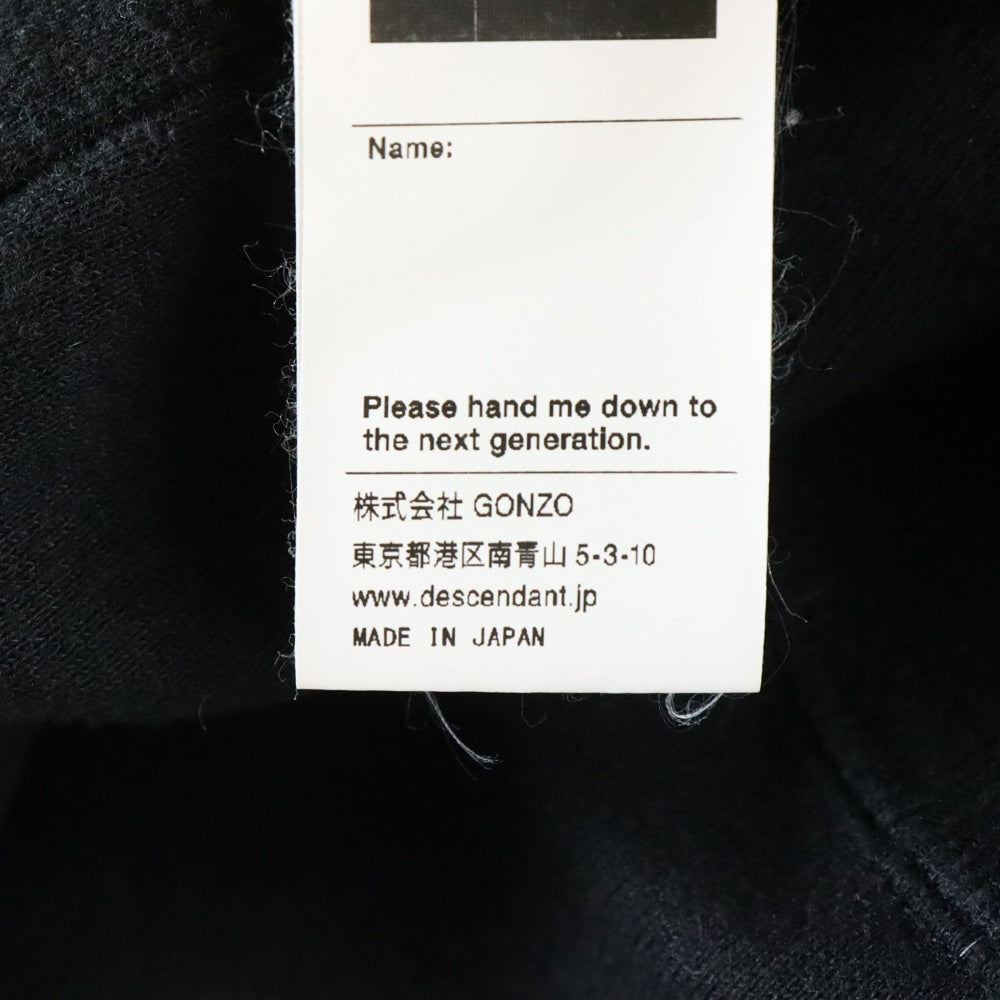 Name:
Please hand me down to
the next generation.
株式会社 GONZO
東京都港区南青山 5-3-10
www.descendant.jp
MADE IN JAPAN